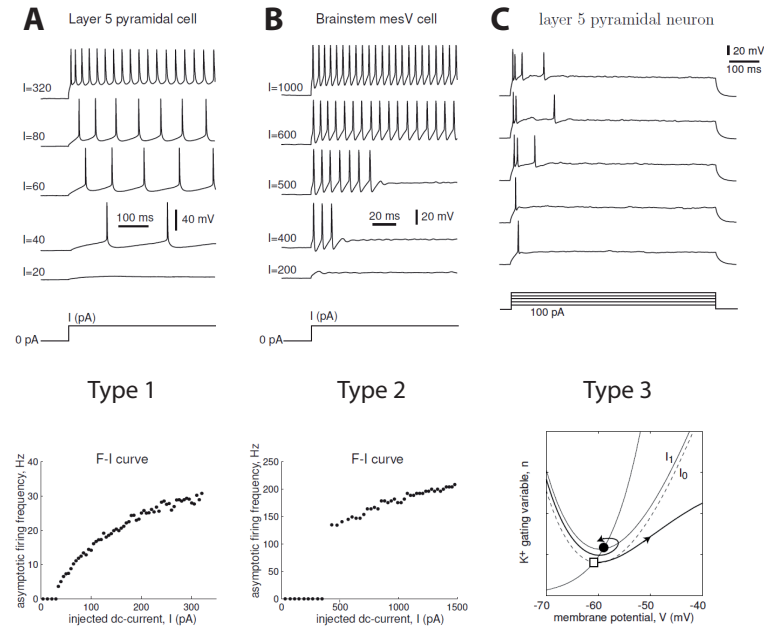 A Layer 5 pyramidal cell
I=320
I=80
I=60
100 ms 40 mV
I=40
I=20
I (pA)
0 pA
B Brainstem mesV cell
I=1000
I=600
I=500
20 ms 20 mV
I=400
I=200
I (pA)
0 pA
C layer 5 pyramidal neuron
20 mV
100 ms
100 pA
Type 1
Type 2
Type 3
F-I curve
asymptotic firing frequency, Hz
40
30
20
10
0
0 100 200 300
injected dc-current, I (pA)
F-I curve
asymptotic firing frequency, Hz
250
200
150
100
50
0
0 500 1000 1500
injected dc-current, I (pA)
K+ gating variable, n
I1
I0
-70 -60 -50 -40
membrane potential, V (mV)